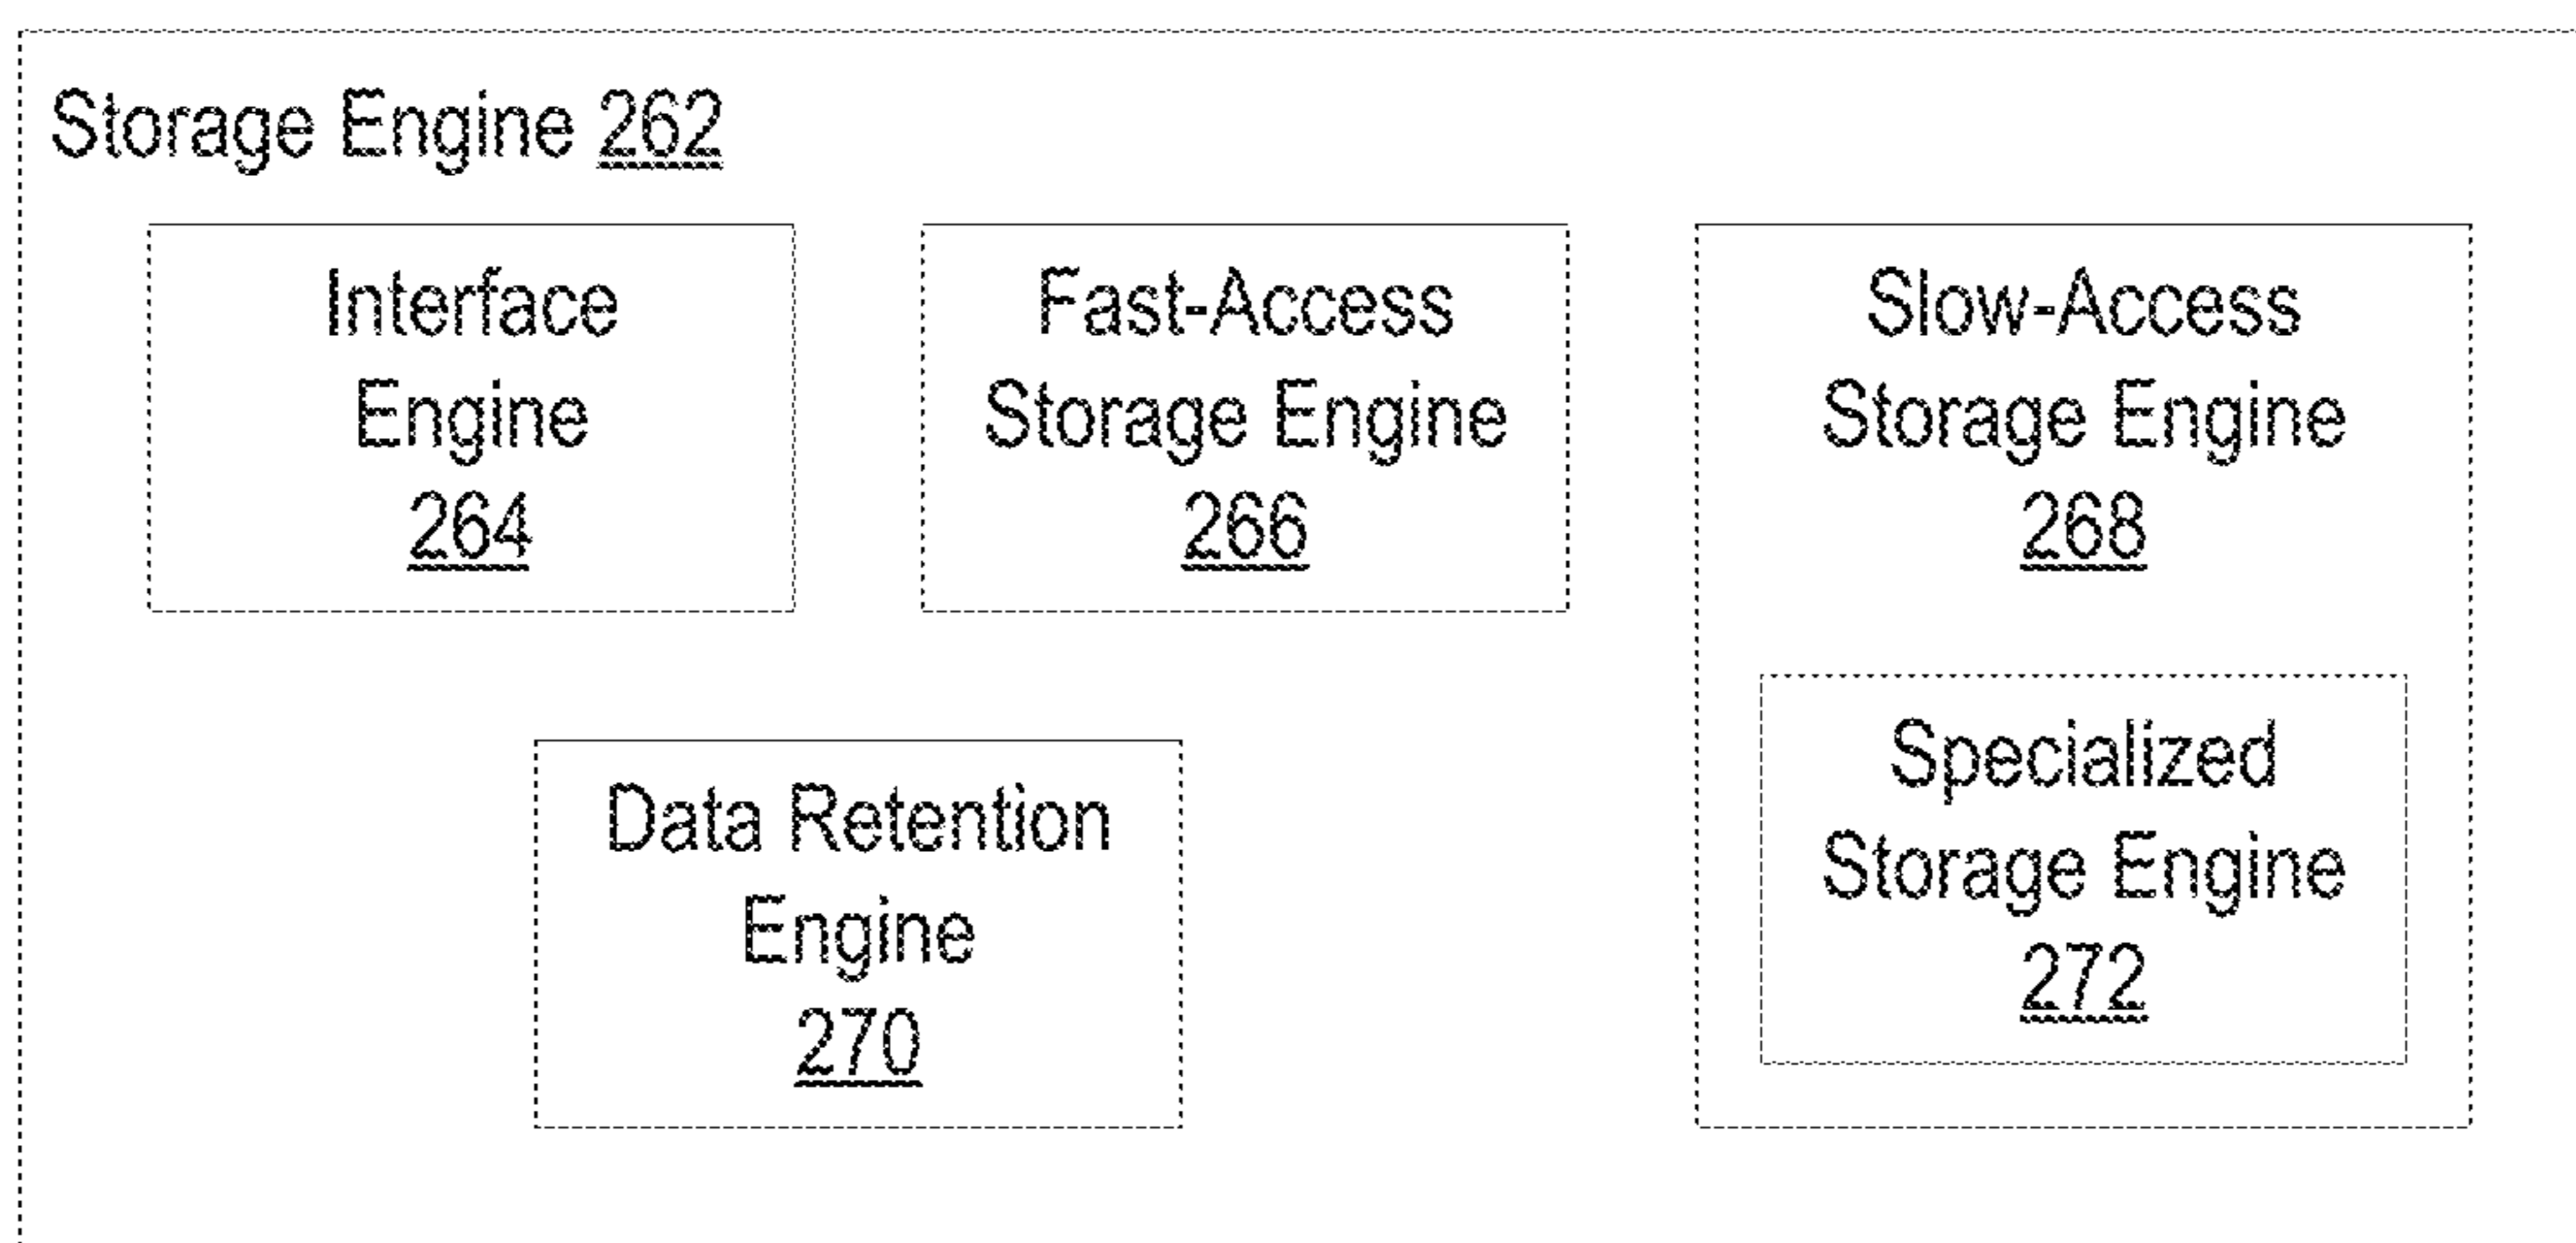 Storage Engine 262
Interface
Engine
264
Fast-Access
Storage Engine
266
Slow-Access
Storage Engine
268
Data Retention
Engine
270
Specialized
Storage Engine
272